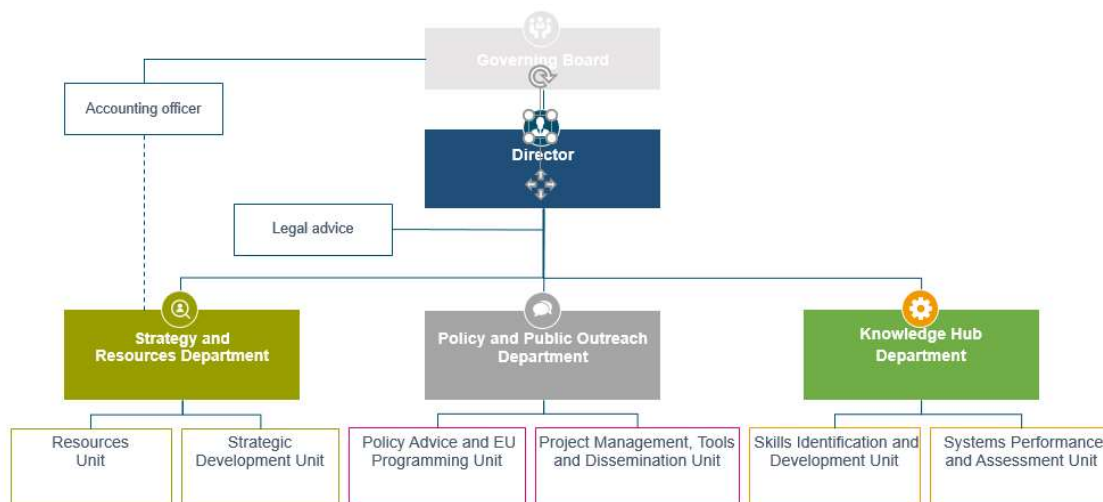 Governing Board
Accounting officer
Director
Legal advice
Strategy and
Resources Department
Policy and Public Outreach
Department
Knowledge Hub
Department
Resources
Unit
Strategic
Development Unit
Policy Advice and EU
Programming Unit
Project Management, Tools
and Dissemination Unit
Skills Identification and
Development Unit
Systems Performance
and Assessment Unit